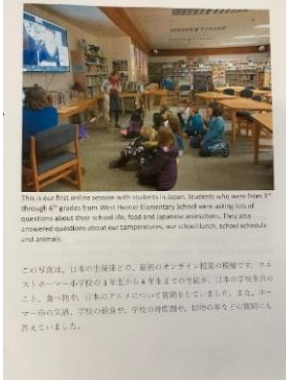 This is our first online session with students in Japan. Students who were from 3rd
through 6th grades from West Homer Elementary School were asking lots of
questions about their school life, food and Japanese animations. They also
answered questions about our temperatures, our school lunch, school schedule
and animals.
この写真は、日本の生徒達との、最初のオンライン授業の模様です。ウエ
ストホーマー小学校の3年生から6年生までの生徒が、日本の学校生活の
こと、食べ物や、日本のアニメについて質問をしていました。また、ホー
マー市の気温、学校の給食や、学校の時間割や、動物の事などの質問にも
答えていました。